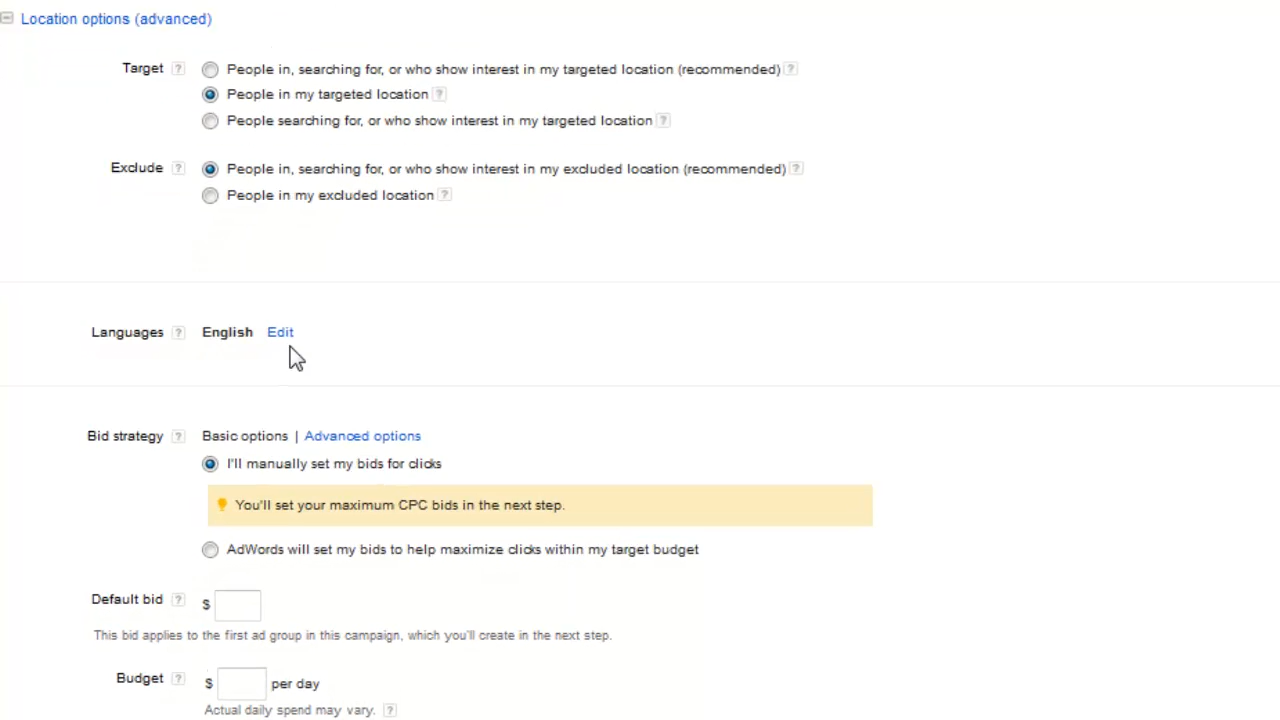 Location options (advanced)
Target ? People in, searching for, or who show interest in my targeted location (recommended) ?
People in my targeted location ?
People searching for, or who show interest in my targeted location ?
Exclude ? People in, searching for, or who show interest in my excluded location (recommended) ?
People in my excluded location ?
Languages ? English Edit
Bid strategy ? Basic options | Advanced options
I'll manually set my bids for clicks
You'll set your maximum CPC bids in the next step.
AdWords will set my bids to help maximize clicks within my target budget
Default bid ? $
This bid applies to the first ad group in this campaign, which you'll create in the next step.
Budget ? $ per day
Actual daily spend may vary. ?